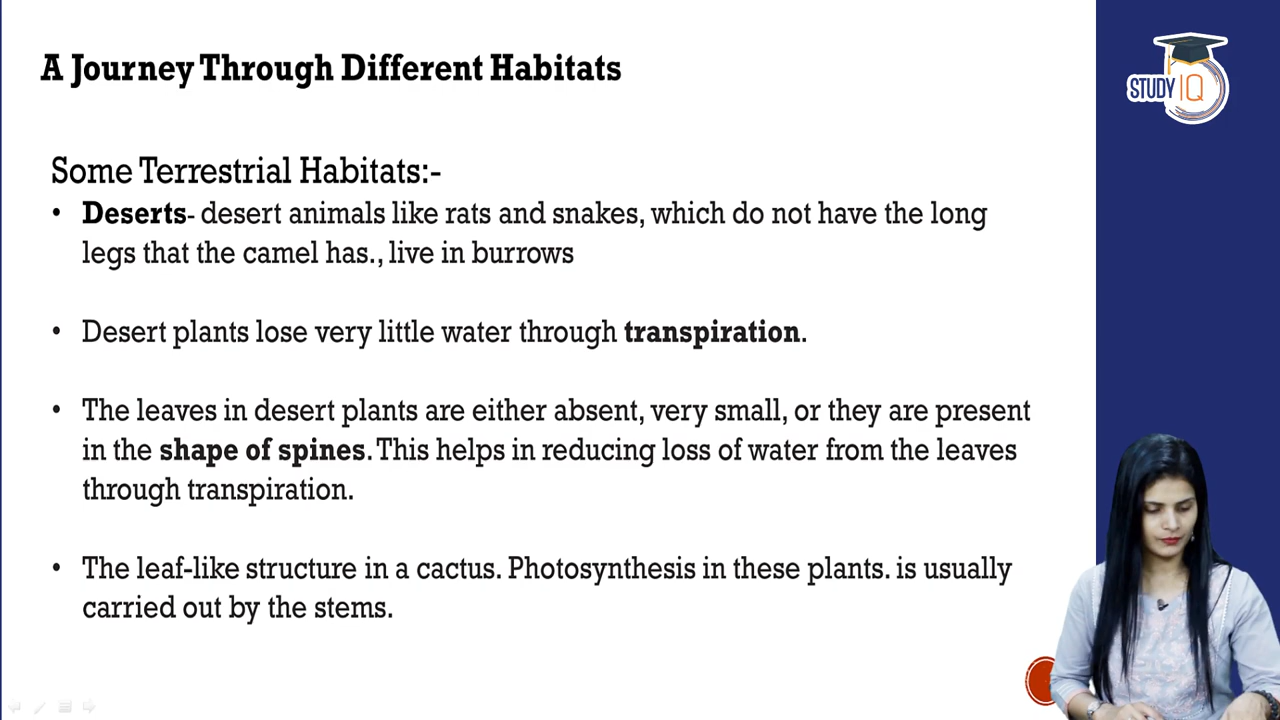 A Journey Through Different Habitats
STUDY IQ
Some Terrestrial Habitats:-
• Deserts- desert animals like rats and snakes, which do not have the long
legs that the camel has., live in burrows
• Desert plants lose very little water through transpiration.
• The leaves in desert plants are either absent, very small, or they are present
in the shape of spines. This helps in reducing loss of water from the leaves
through transpiration.
• The leaf-like structure in a cactus. Photosynthesis in these plants. is usually
carried out by the stems.